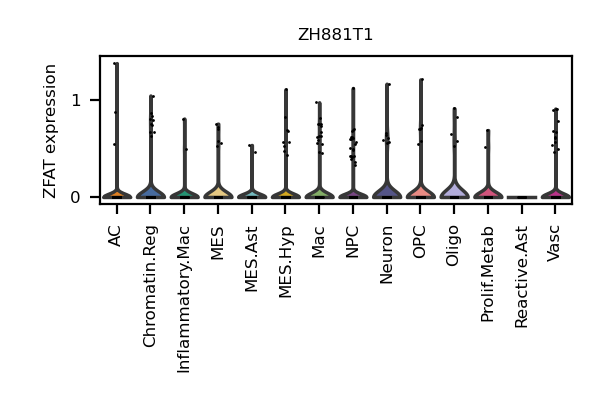 ZH881T1
ZFAT expression
1
0
AC
Chromatin.Reg
Inflammatory.Mac
MES
MES.Ast
MES.Hyp
Mac
NPC
Neuron
OPC
Oligo
Prolif.Metab
Reactive.Ast
Vasc